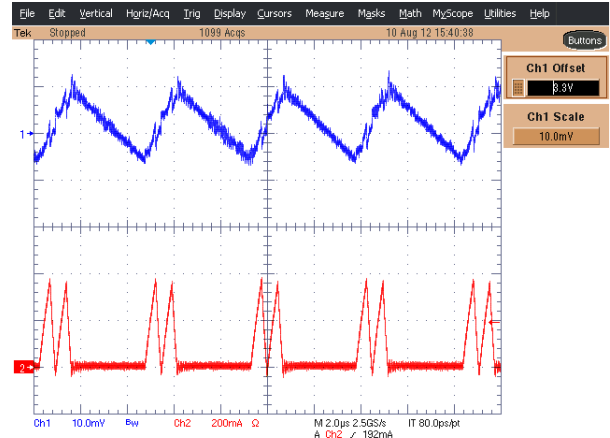 File Edit Vertical Horiz/Acq Trig Display Cursors Measure Masks Math MyScope Utilities Help
Tek Stopped 1099 Acqs 10 Aug 12 15:40:38
Buttons
Ch1 Offset
3.3V
Ch1 Scale
10.0mV
1
2
Ch1 10.0mV Bw Ch2 200mA Ω M 2.0µs 2.5GS/s IT 80.0ps/pt
A Ch2 ∕ 192mA